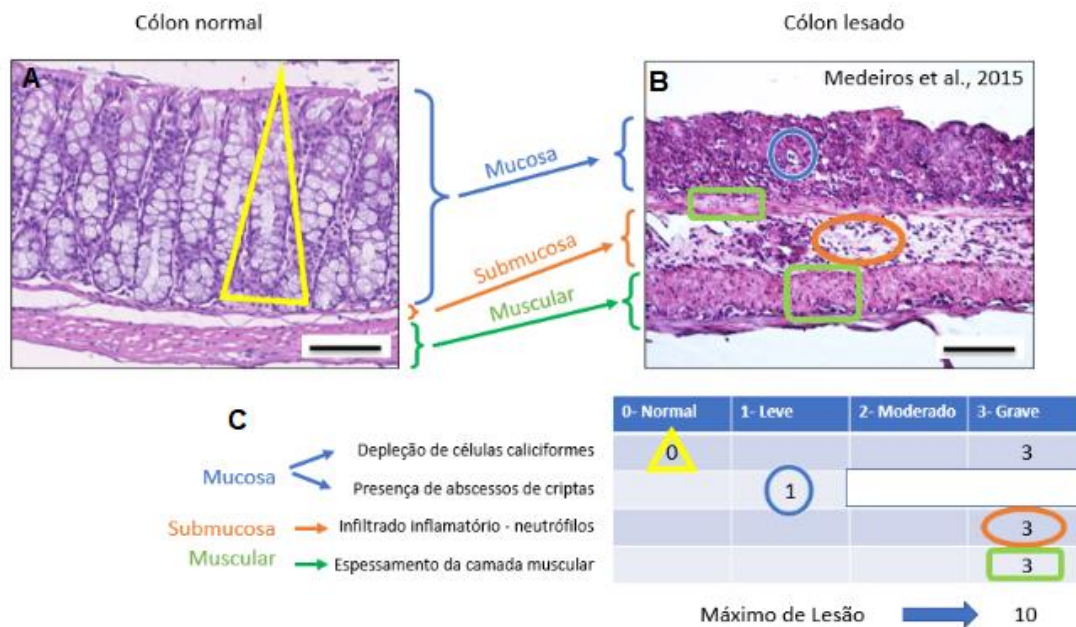 Cólon normal
Cólon lesado
A
B
Medeiros et al., 2015
Mucosa
Submucosa
Muscular
C
0- Normal 1- Leve 2- Moderado 3- Grave
Mucosa
Depleção de células caliciformes 0 3
Presença de abscessos de criptas 1
Submucosa Infiltrado inflamatório - neutrófilos 3
Muscular Espessamento da camada muscular 3
Máximo de Lesão 10